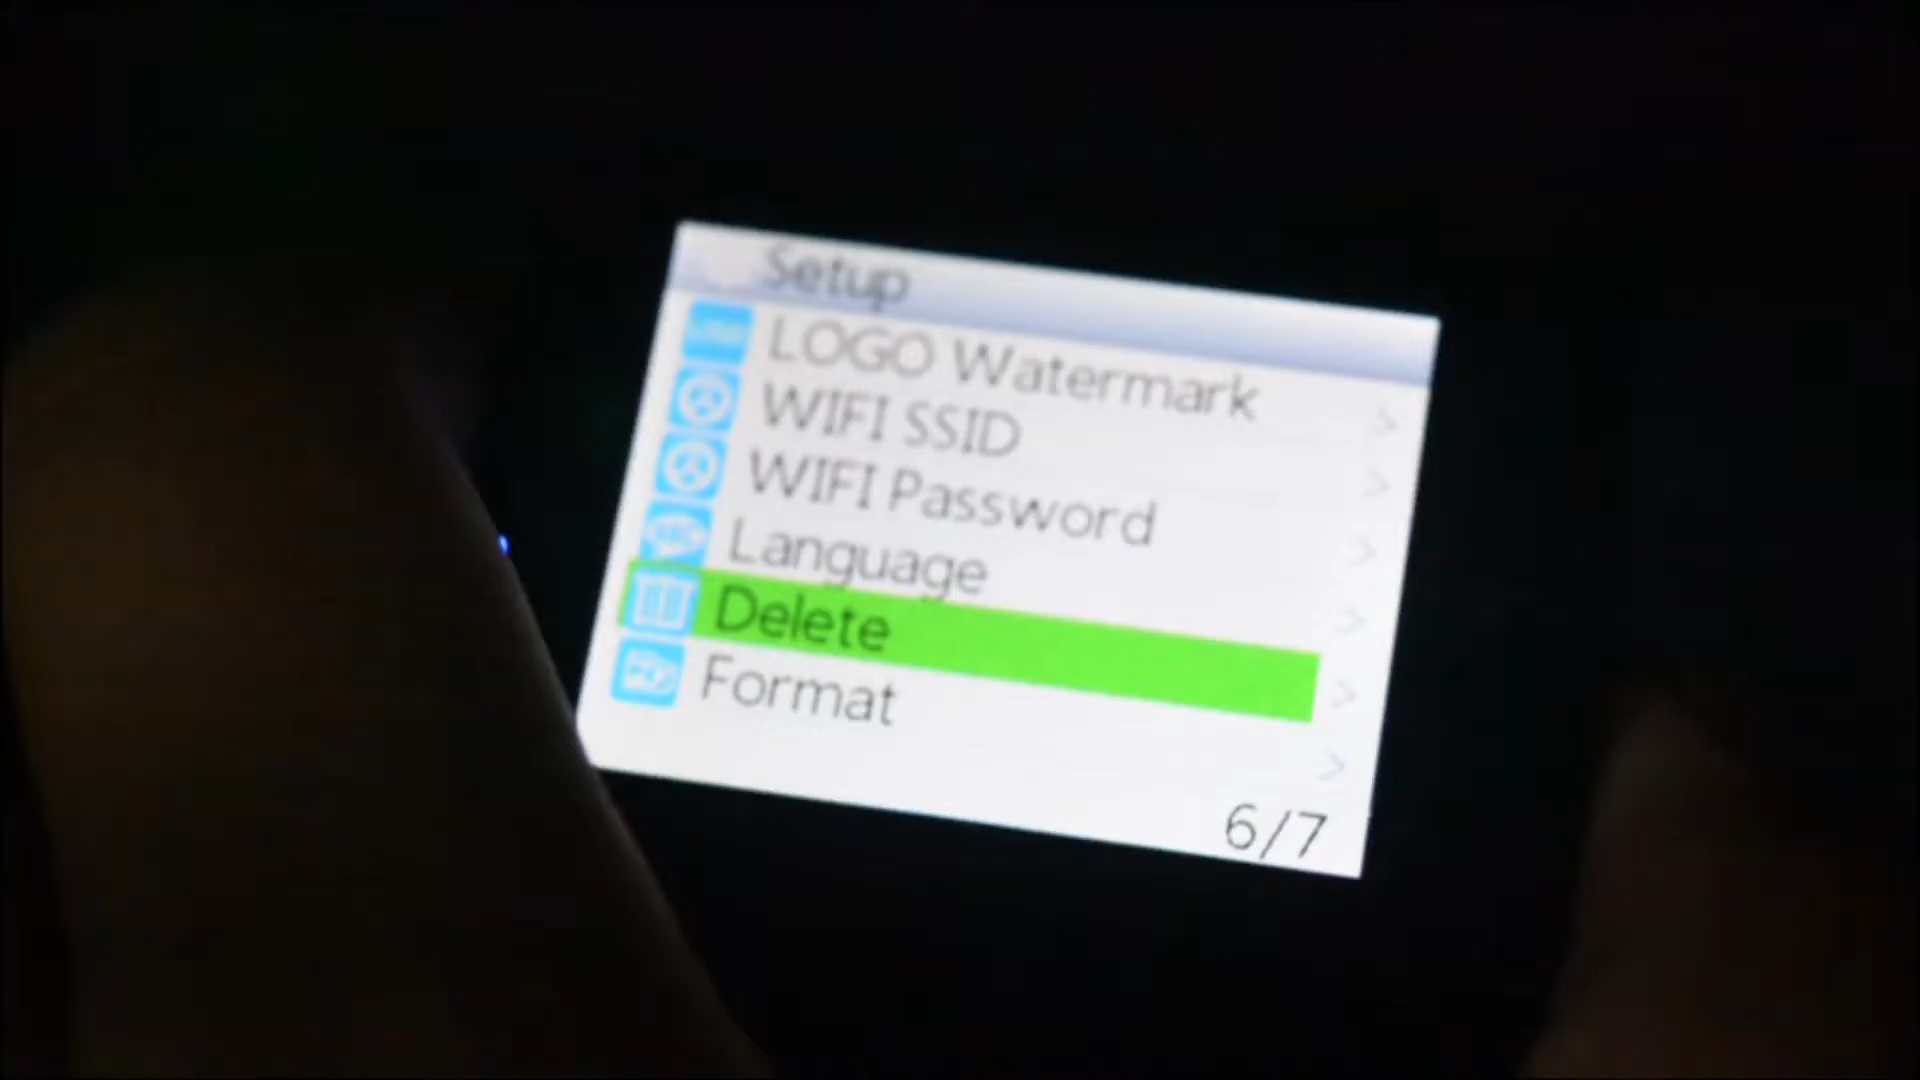 Setup
LOGO Watermark
WIFI SSID
WIFI Password
Language
Delete
Format
6/7